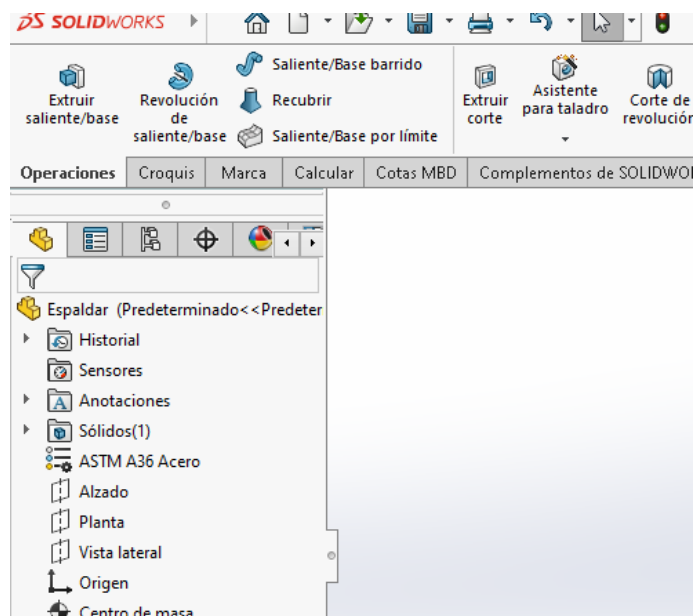 SOLIDWORKS
Extruir saliente/base
Revolución de saliente/base
Saliente/Base barrido
Recubrir
Saliente/Base por límite
Extruir corte
Asistente para taladro
Corte de revolución
Operaciones
Croquis
Marca
Calcular
Cotas MBD
Complementos de SOLIDWO
Espaldar (Predeterminado<<Predeter
Historial
Sensores
Anotaciones
Sólidos(1)
ASTM A36 Acero
Alzado
Planta
Vista lateral
Origen
Centro de masa